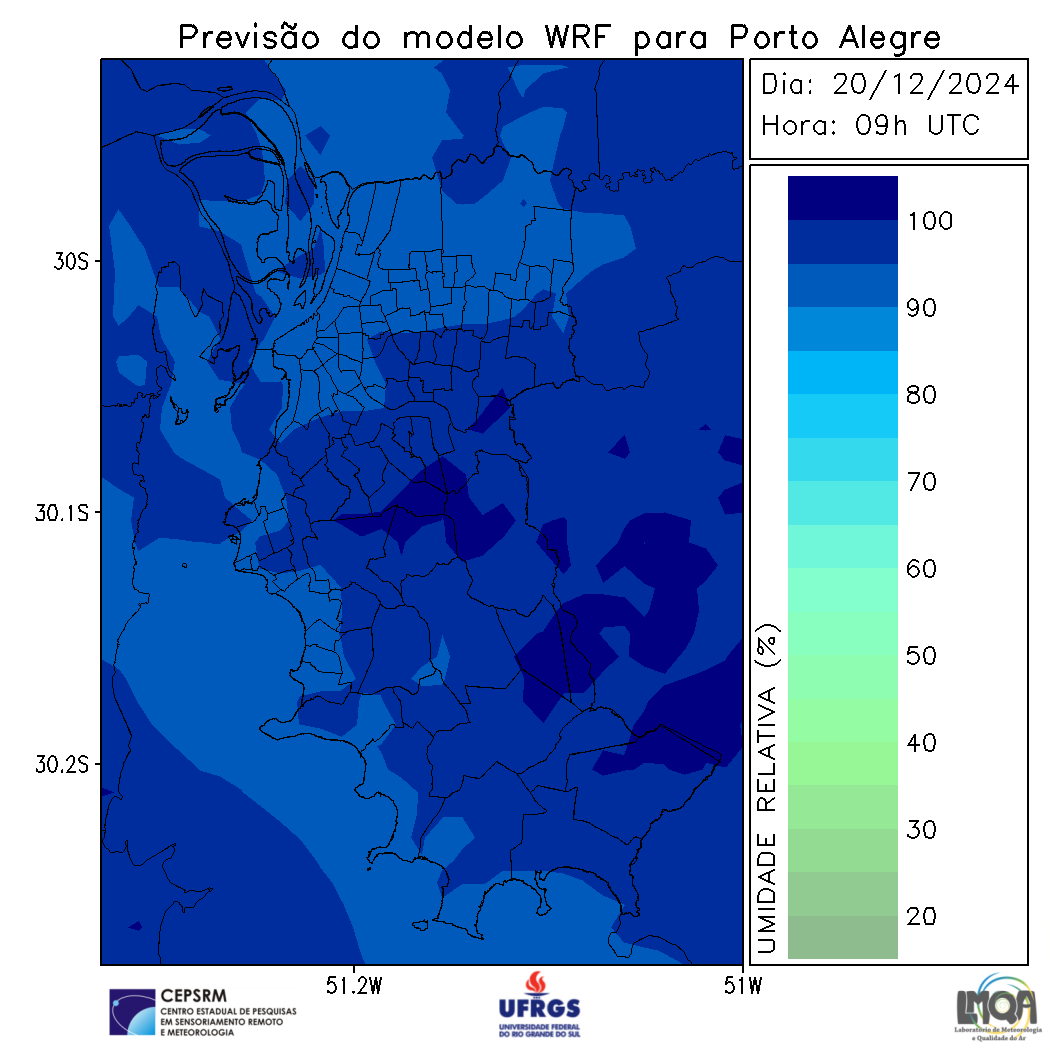 Previsão do modelo WRF para Porto Alegre
Dia: 20/12/2024
Hora: 09h UTC
30S
30.1S
30.2S
51.2W
51W
100
90
80
70
60
50
40
30
20
UMIDADE RELATIVA (%)
CEPSRM
CENTRO ESTADUAL DE PESQUISAS
EM SENSORIAMENTO REMOTO
E METEOROLOGIA
UFRGS
UNIVERSIDADE FEDERAL
DO RIO GRANDE DO SUL
LMQA
Laboratório de Meteorologia
e Qualidade do Ar